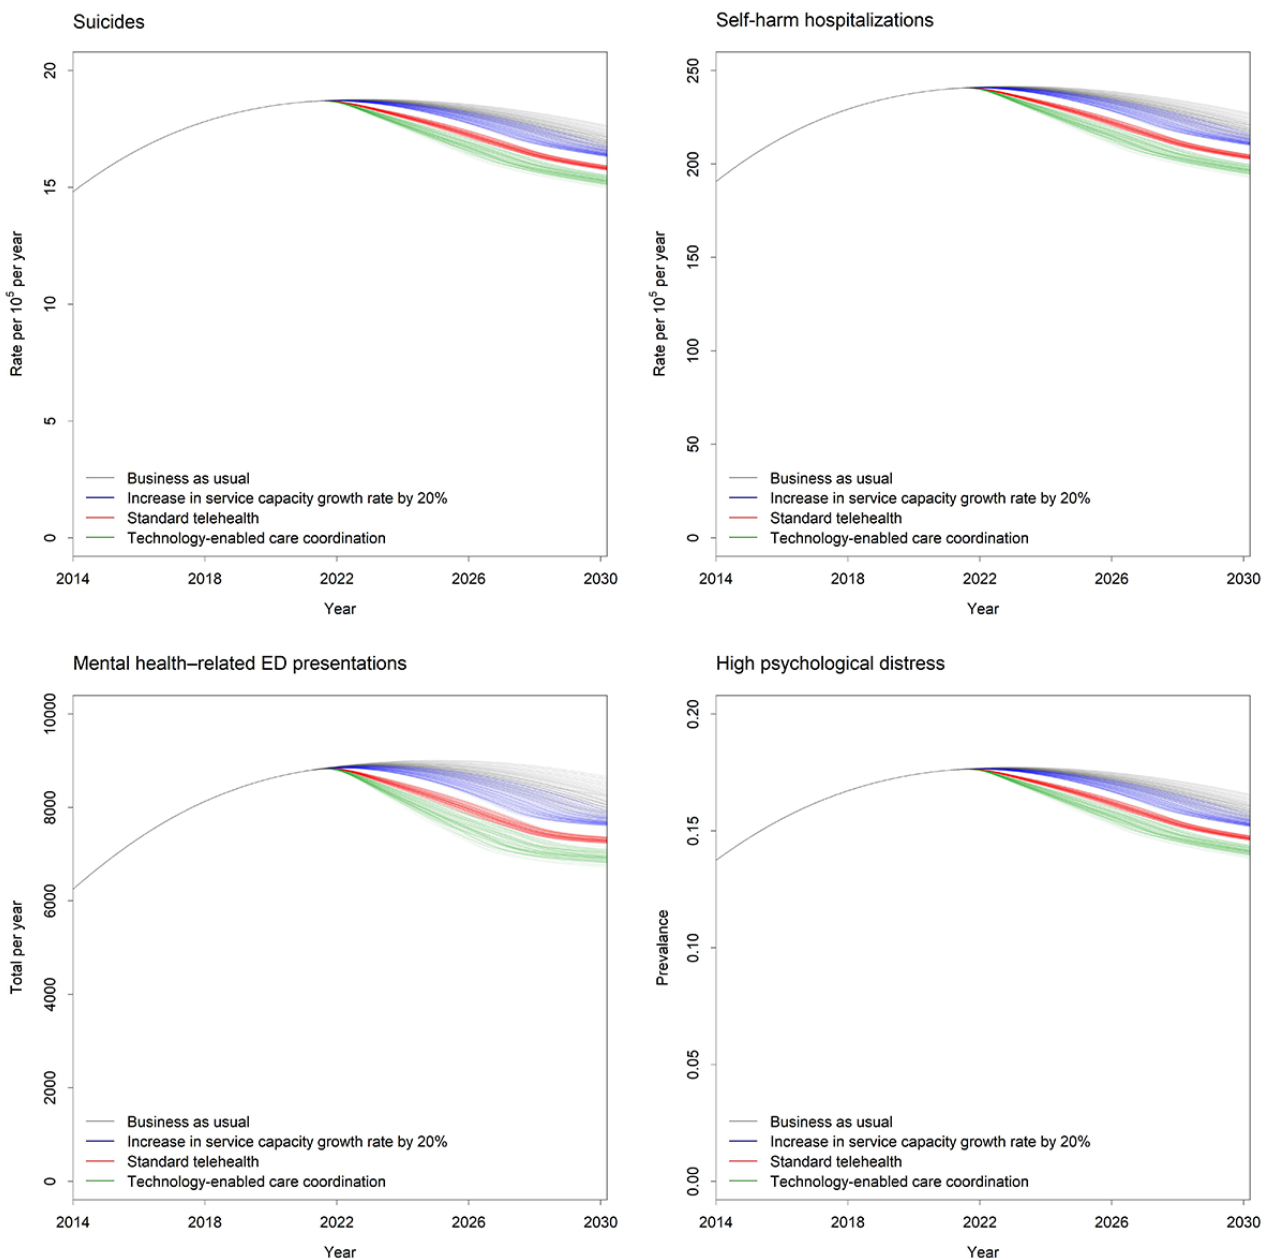 Suicides
20
15
10
5
0
Rate per 10⁵ per year
Business as usual
Increase in service capacity growth rate by 20%
Standard telehealth
Technology-enabled care coordination
2014 2018 2022 2026 2030
Year
Self-harm hospitalizations
250
200
150
100
50
0
Rate per 10⁵ per year
Business as usual
Increase in service capacity growth rate by 20%
Standard telehealth
Technology-enabled care coordination
2014 2018 2022 2026 2030
Year
Mental health–related ED presentations
10000
8000
6000
4000
2000
0
Total per year
Business as usual
Increase in service capacity growth rate by 20%
Standard telehealth
Technology-enabled care coordination
2014 2018 2022 2026 2030
Year
High psychological distress
0.20
0.15
0.10
0.05
0.00
Prevalance
Business as usual
Increase in service capacity growth rate by 20%
Standard telehealth
Technology-enabled care coordination
2014 2018 2022 2026 2030
Year